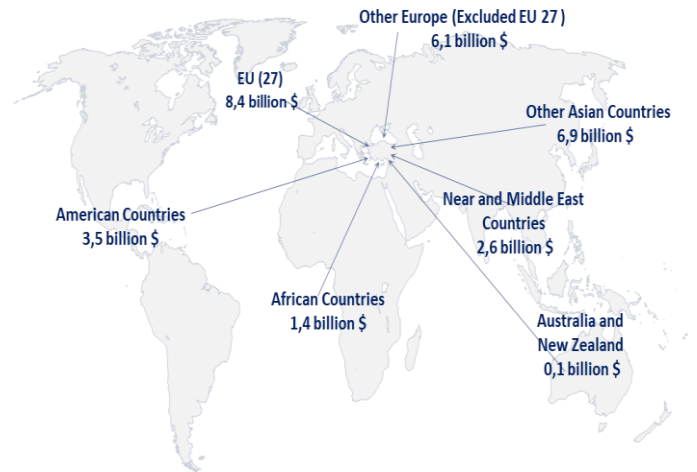 Other Europe (Excluded EU 27 )
6,1 billion $
EU (27)
8,4 billion $
Other Asian Countries
6,9 billion $
Near and Middle East
Countries
2,6 billion $
American Countries
3,5 billion $
African Countries
1,4 billion $
Australia and
New Zealand
0,1 billion $